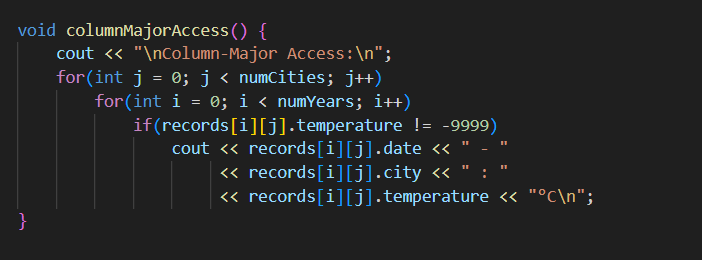 void columnMajorAccess() {
    cout << "\nColumn-Major Access:\n";
    for(int j = 0; j < numCities; j++)
        for(int i = 0; i < numYears; i++)
            if(records[i][j].temperature != -9999)
                cout << records[i][j].date << " - "
                     << records[i][j].city << " : "
                     << records[i][j].temperature << "°C\n";
}